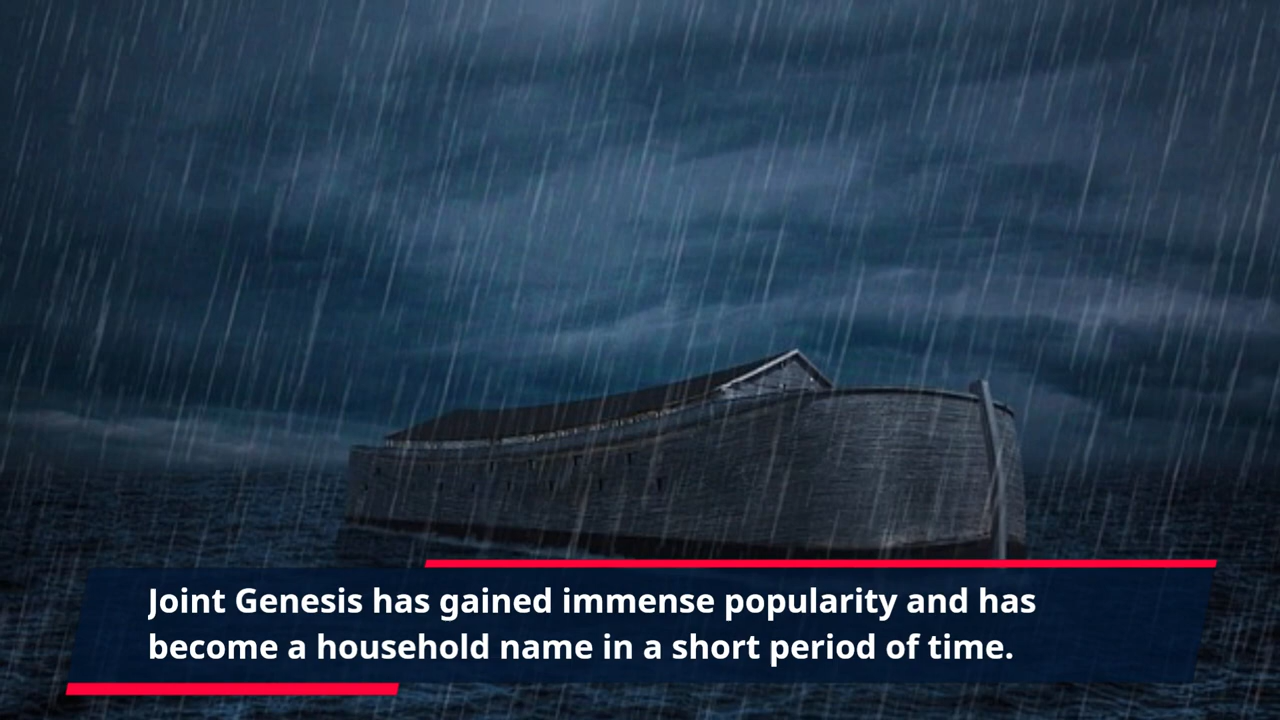 Joint Genesis has gained immense popularity and has
become a household name in a short period of time.